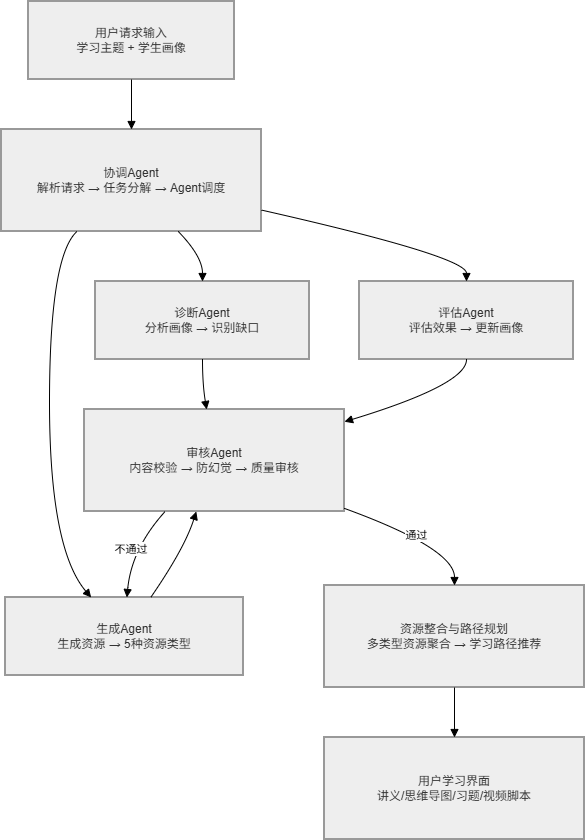 用户请求输入
学习主题 + 学生画像
协调Agent
解析请求 → 任务分解 → Agent调度
诊断Agent
分析画像 → 识别缺口
评估Agent
评估效果 → 更新画像
审核Agent
内容校验 → 防幻觉 → 质量审核
通过
不通过
生成Agent
生成资源 → 5种资源类型
资源整合与路径规划
多类型资源聚合 → 学习路径推荐
用户学习界面
讲义/思维导图/习题/视频脚本